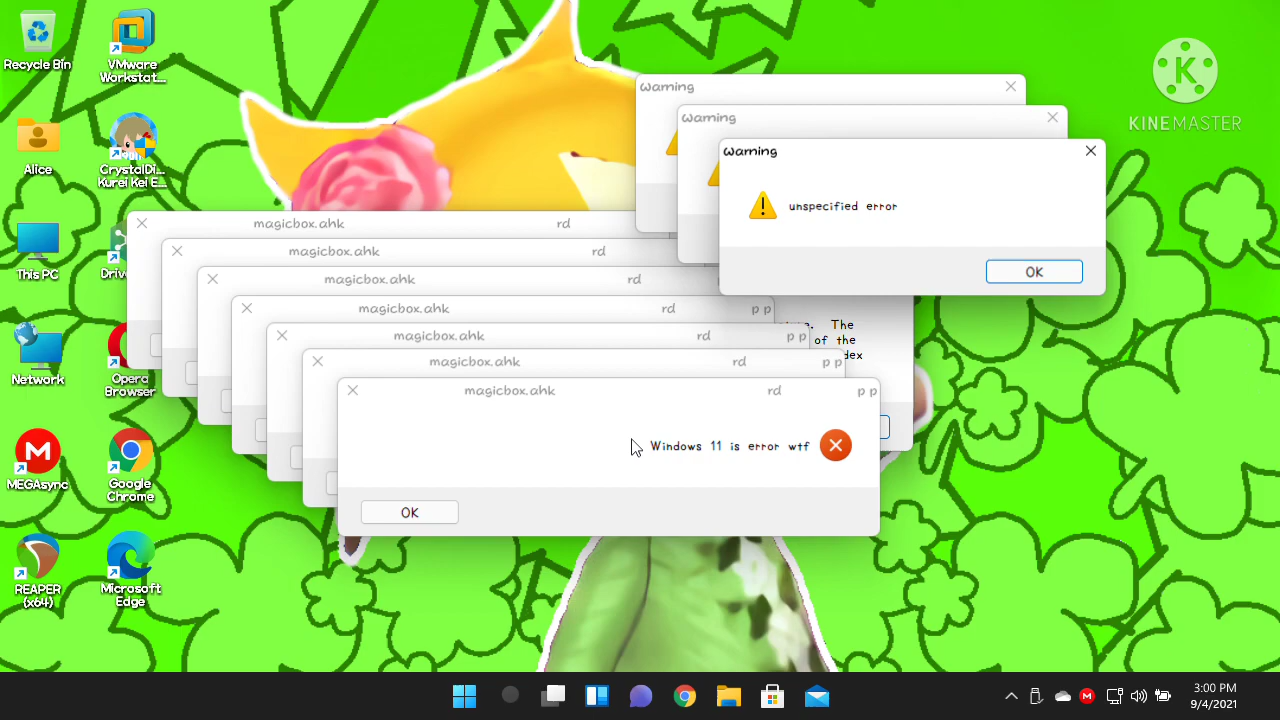 Recycle Bin
VMware
Workstat...
Alice
CrystalDi...
Kurei Kei E...
This PC
Network
Opera
Browser
MEGAsync
Google
Chrome
REAPER
(x64)
Microsoft
Edge
KINEMASTER
Warning
Warning
Warning
unspecified error
OK
magicbox.ahk rd
magicbox.ahk rd
magicbox.ahk rd
magicbox.ahk rd p p
magicbox.ahk rd p p
magicbox.ahk rd p p
magicbox.ahk rd p p
The
of the
Windows 11 is error wtf
OK
3:00 PM
9/4/2021